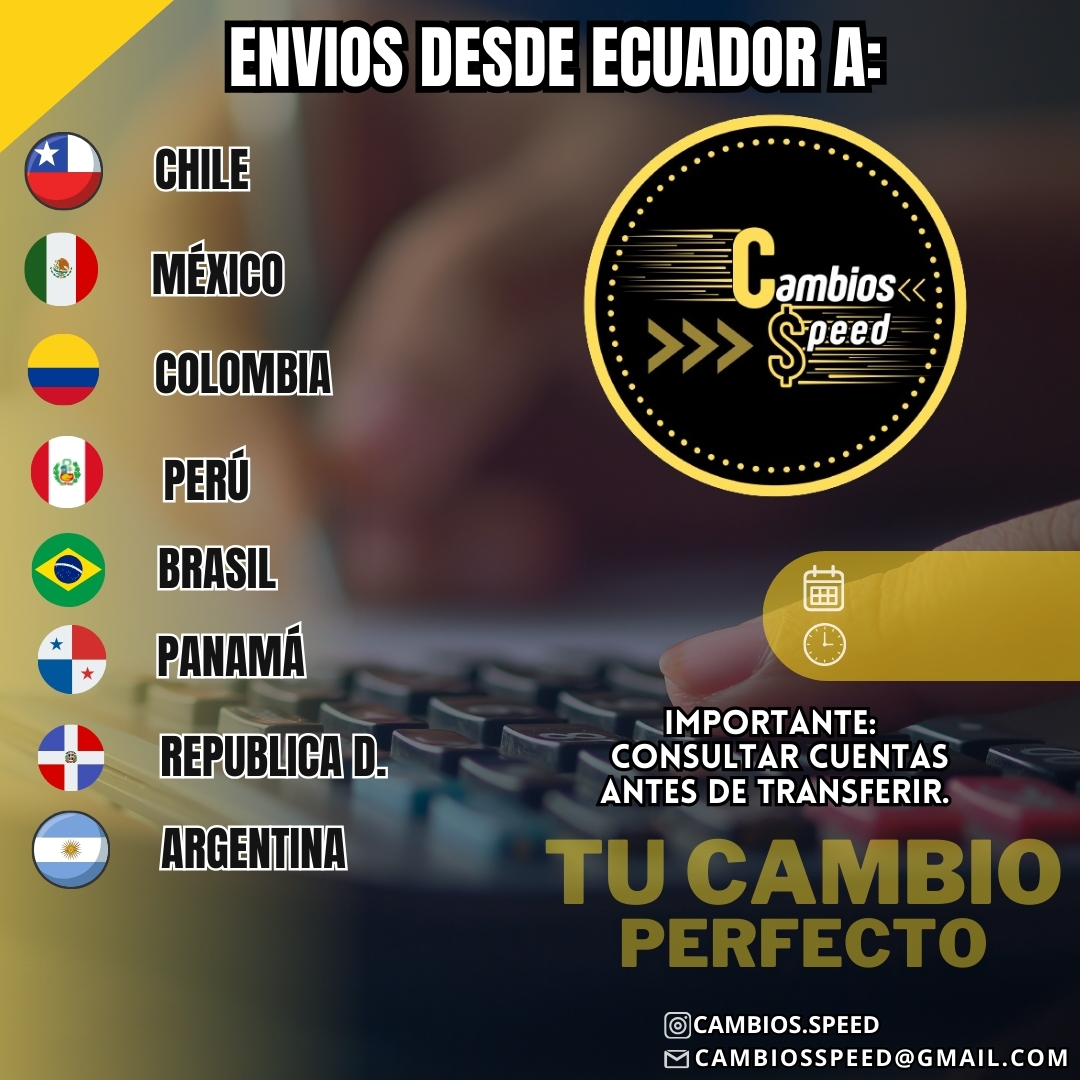 ENVIOS DESDE ECUADOR A:
CHILE
MÉXICO
COLOMBIA
PERÚ
BRASIL
PANAMÁ
REPUBLICA D.
ARGENTINA
Cambios
$peed
IMPORTANTE:
CONSULTAR CUENTAS
ANTES DE TRANSFERIR.
TU CAMBIO
PERFECTO
CAMBIOS.SPEED
CAMBIOSSPEED@GMAIL.COM